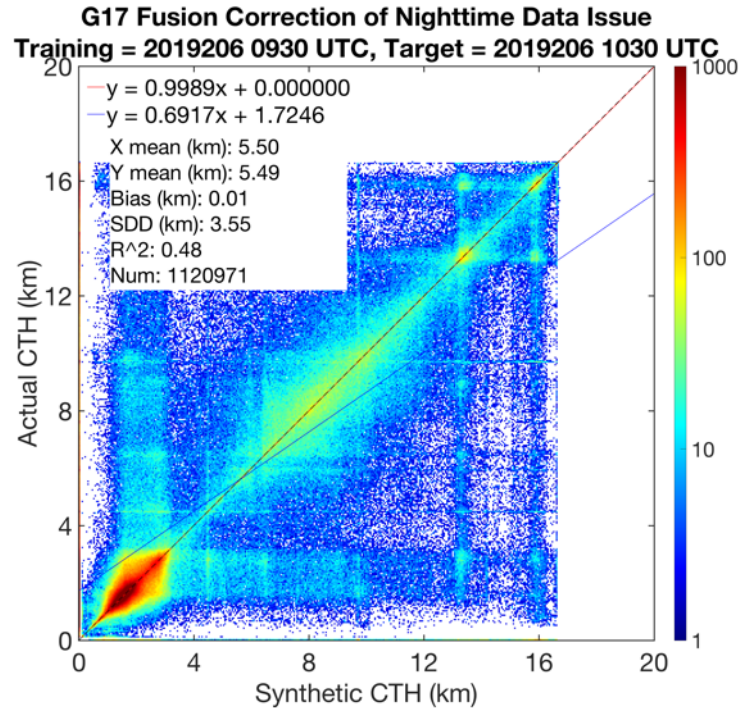 G17 Fusion Correction of Nighttime Data Issue
Training = 2019206 0930 UTC, Target = 2019206 1030 UTC
y = 0.9989x + 0.000000
y = 0.6917x + 1.7246
X mean (km): 5.50
Y mean (km): 5.49
Bias (km): 0.01
SDD (km): 3.55
R^2: 0.48
Num: 1120971
20
16
12
8
4
0
Actual CTH (km)
0 4 8 12 16 20
Synthetic CTH (km)
1000
100
10
1